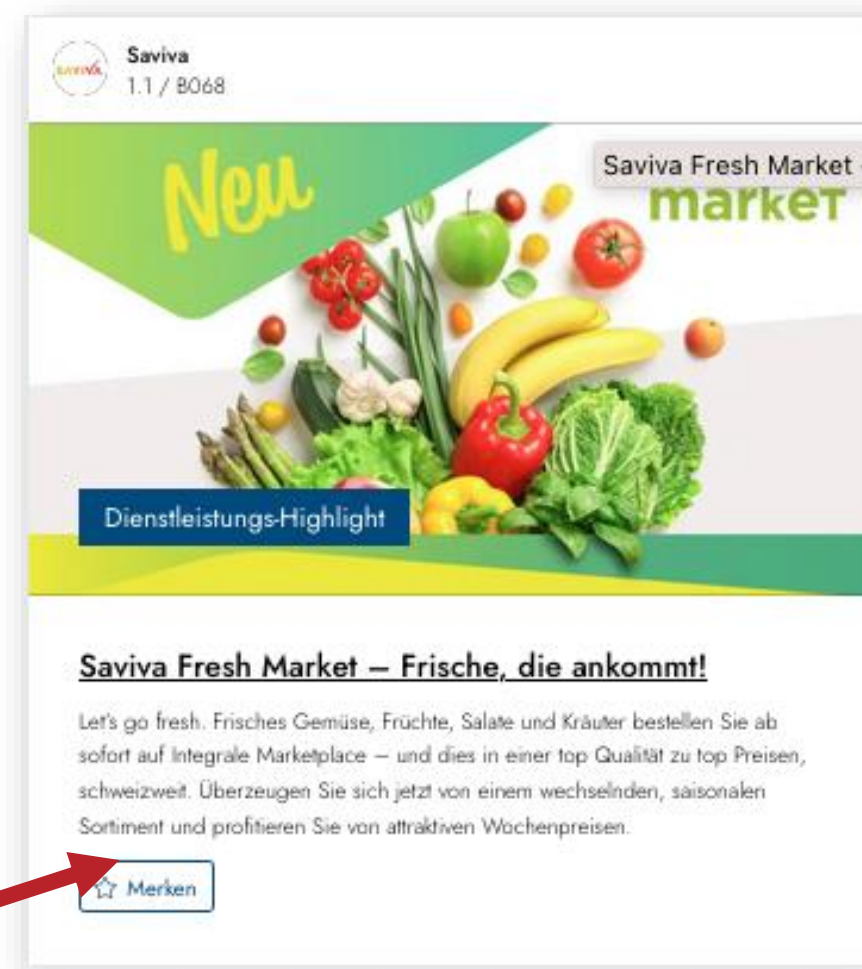 Saviva
SAVIVA
1.1 / B068
Neu
Saviva Fresh Market
market
Dienstleistungs-Highlight
Saviva Fresh Market – Frische, die ankommt!
Let's go fresh. Frisches Gemüse, Früchte, Salate und Kräuter bestellen Sie ab
sofort auf Integrale Marketplace – und dies in einer top Qualität zu top Preisen,
schweizweit. Überzeugen Sie sich jetzt von einem wechselnden, saisonalen
Sortiment und profitieren Sie von attraktiven Wochenpreisen.
Merken